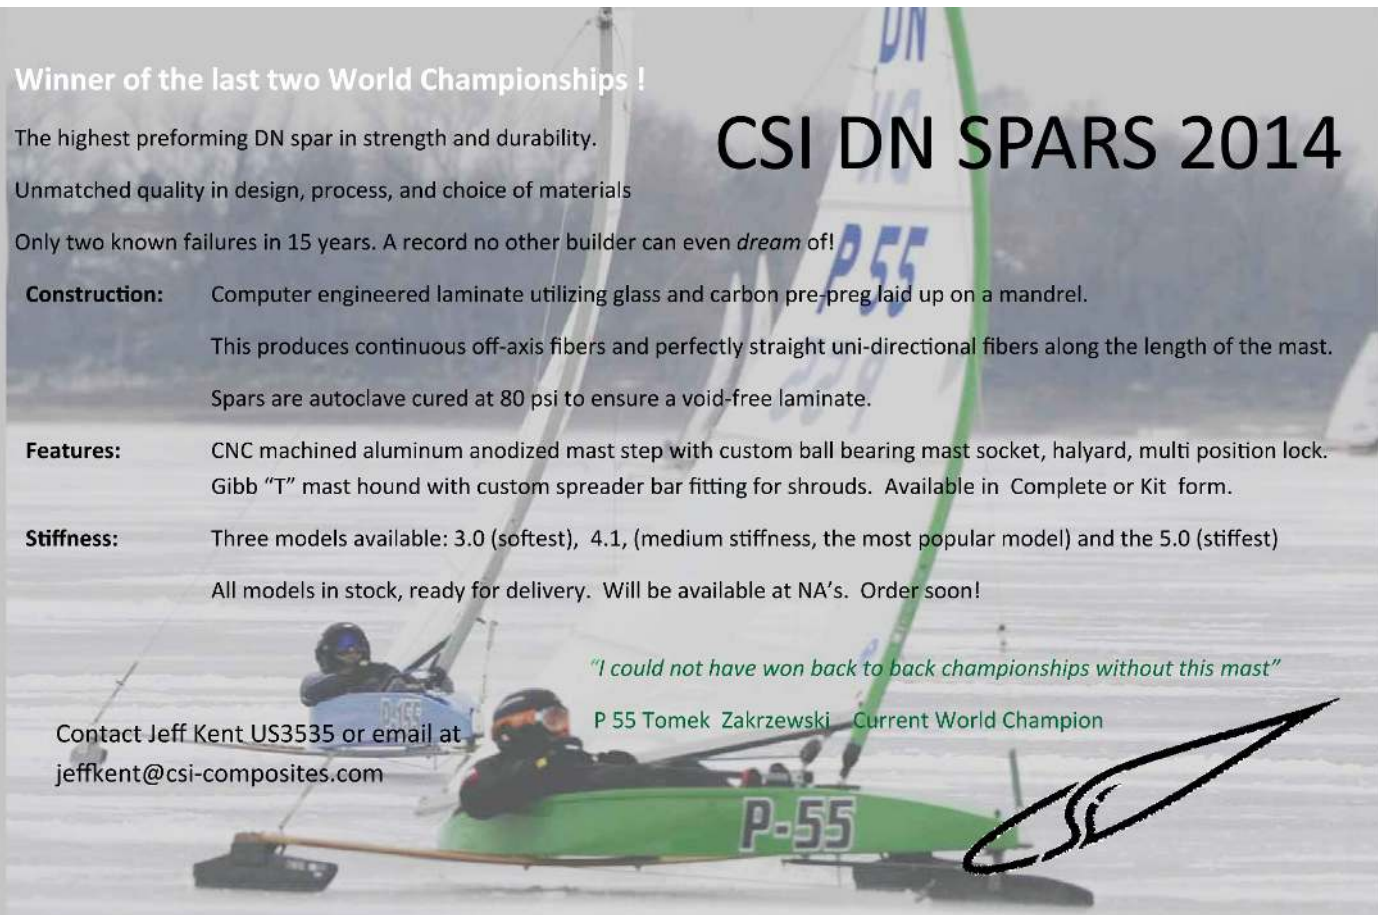 DN
Winner of the last two World Championships !
CSI DN SPARS 2014
The highest preforming DN spar in strength and durability.
Unmatched quality in design, process, and choice of materials
Only two known failures in 15 years. A record no other builder can even dream of!
P 55
Construction: Computer engineered laminate utilizing glass and carbon pre-preg laid up on a mandrel.
This produces continuous off-axis fibers and perfectly straight uni-directional fibers along the length of the mast.
Spars are autoclave cured at 80 psi to ensure a void-free laminate.
Features: CNC machined aluminum anodized mast step with custom ball bearing mast socket, halyard, multi position lock.
Gibb “T” mast hound with custom spreader bar fitting for shrouds. Available in Complete or Kit form.
Stiffness: Three models available: 3.0 (softest), 4.1, (medium stiffness, the most popular model) and the 5.0 (stiffest)
All models in stock, ready for delivery. Will be available at NA’s. Order soon!
“I could not have won back to back championships without this mast”
P 55 Tomek Zakrzewski Current World Champion
Contact Jeff Kent US3535 or email at
jeffkent@csi-composites.com
P-55
CSi